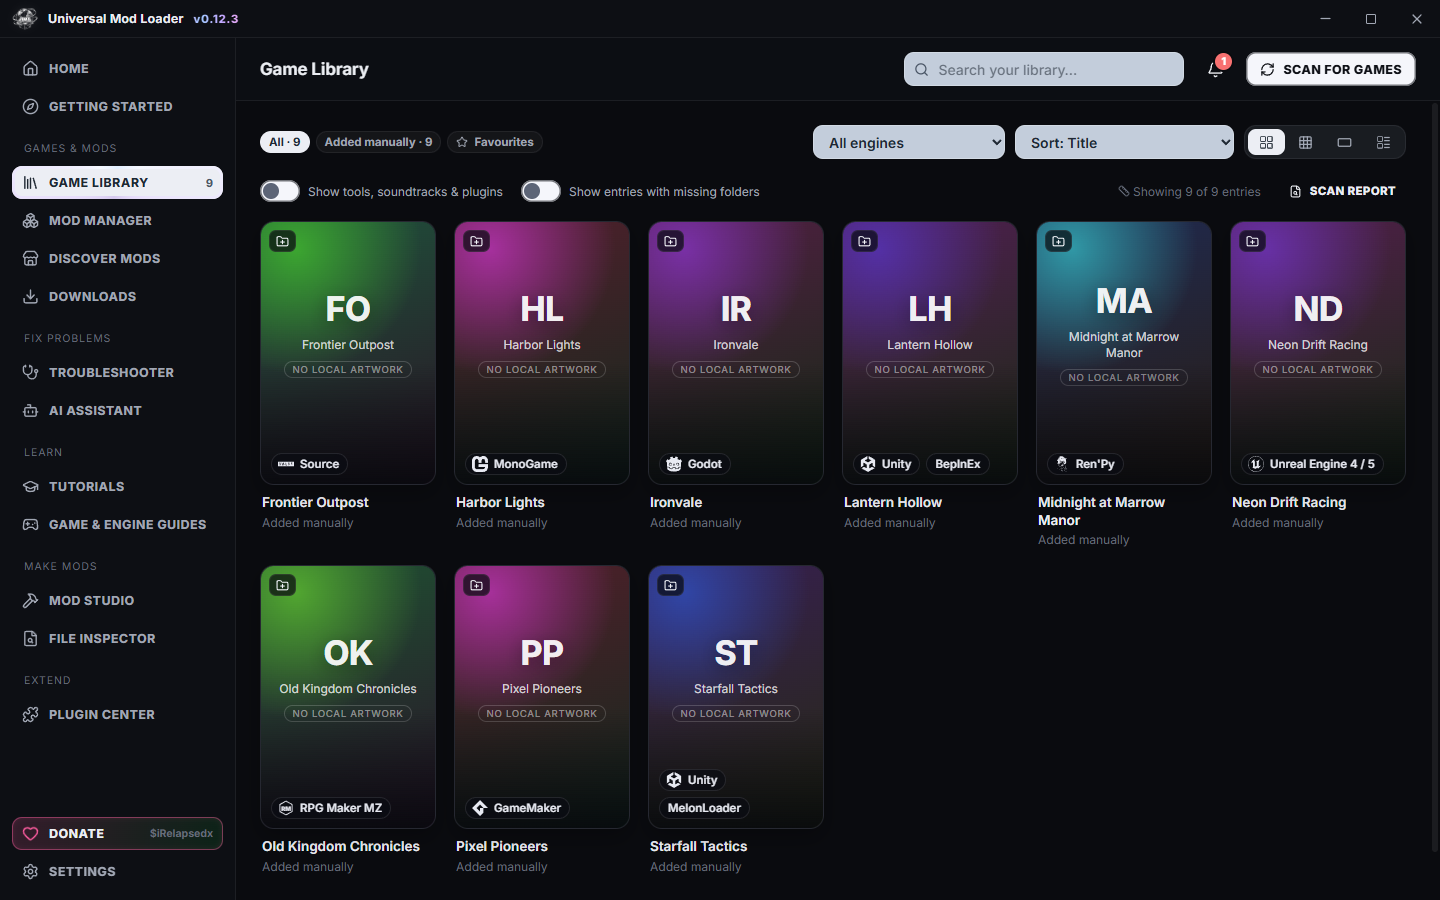 Universal Mod Loader v0.12.3
HOME
GETTING STARTED
GAMES & MODS
GAME LIBRARY 9
MOD MANAGER
DISCOVER MODS
DOWNLOADS
FIX PROBLEMS
TROUBLESHOOTER
AI ASSISTANT
LEARN
TUTORIALS
GAME & ENGINE GUIDES
MAKE MODS
MOD STUDIO
FILE INSPECTOR
EXTEND
PLUGIN CENTER
DONATE $iRelapsedx
SETTINGS
Game Library
Search your library...
1
SCAN FOR GAMES
All · 9
Added manually · 9
Favourites
All engines
Sort: Title
Show tools, soundtracks & plugins
Show entries with missing folders
Showing 9 of 9 entries
SCAN REPORT
FO
Frontier Outpost
NO LOCAL ARTWORK
Source
Frontier Outpost
Added manually
HL
Harbor Lights
NO LOCAL ARTWORK
MonoGame
Harbor Lights
Added manually
IR
Ironvale
NO LOCAL ARTWORK
Godot
Ironvale
Added manually
LH
Lantern Hollow
NO LOCAL ARTWORK
Unity
BepInEx
Lantern Hollow
Added manually
MA
Midnight at Marrow
Manor
NO LOCAL ARTWORK
Ren'Py
Midnight at Marrow
Manor
Added manually
ND
Neon Drift Racing
NO LOCAL ARTWORK
Unreal Engine 4 / 5
Neon Drift Racing
Added manually
OK
Old Kingdom Chronicles
NO LOCAL ARTWORK
RPG Maker MZ
Old Kingdom Chronicles
Added manually
PP
Pixel Pioneers
NO LOCAL ARTWORK
GameMaker
Pixel Pioneers
Added manually
ST
Starfall Tactics
NO LOCAL ARTWORK
Unity
MelonLoader
Starfall Tactics
Added manually